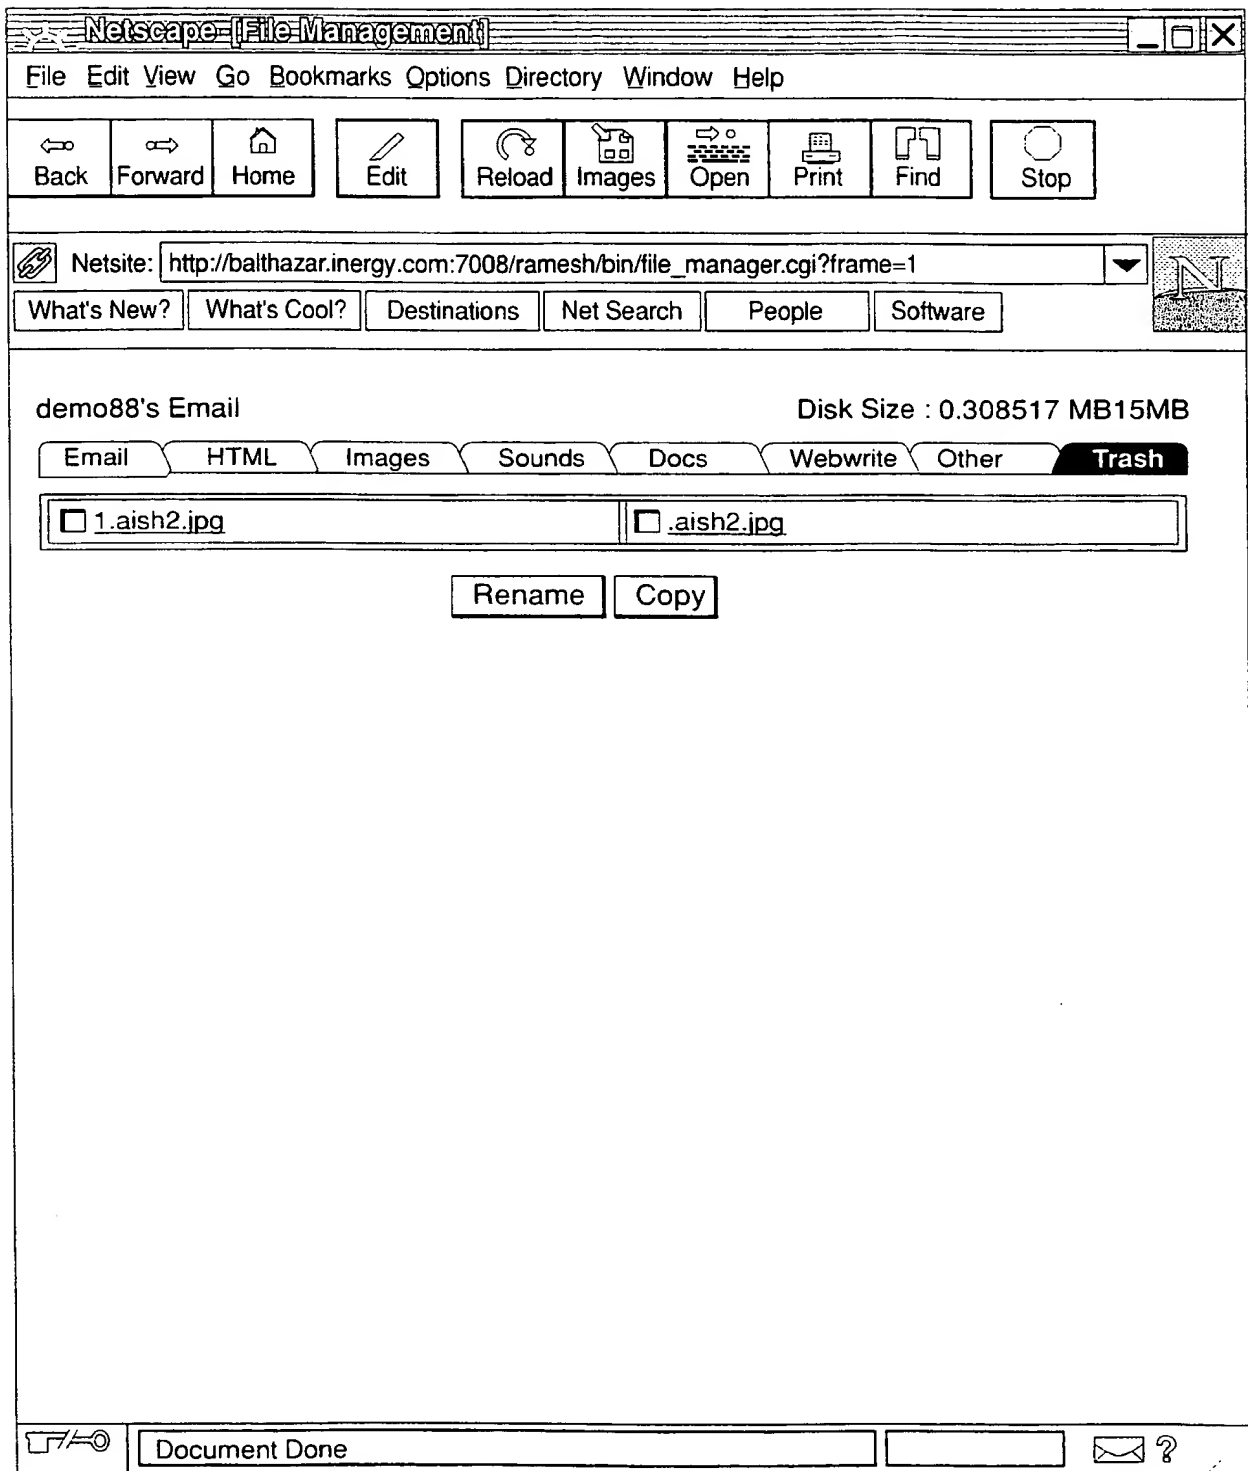 Netscape-[File Management]
File Edit View Go Bookmarks Options Directory Window Help
Back Forward Home Edit Reload Images Open Print Find Stop
Netsite: http://balthazar.inergy.com:7008/ramesh/bin/file_manager.cgi?frame=1
N
What's New? What's Cool? Destinations Net Search People Software
demo88's Email Disk Size : 0.308517 MB15MB
Email HTML Images Sounds Docs Webwrite Other Trash
1.aish2.jpg .aish2.jpg
Rename Copy
Document Done ?